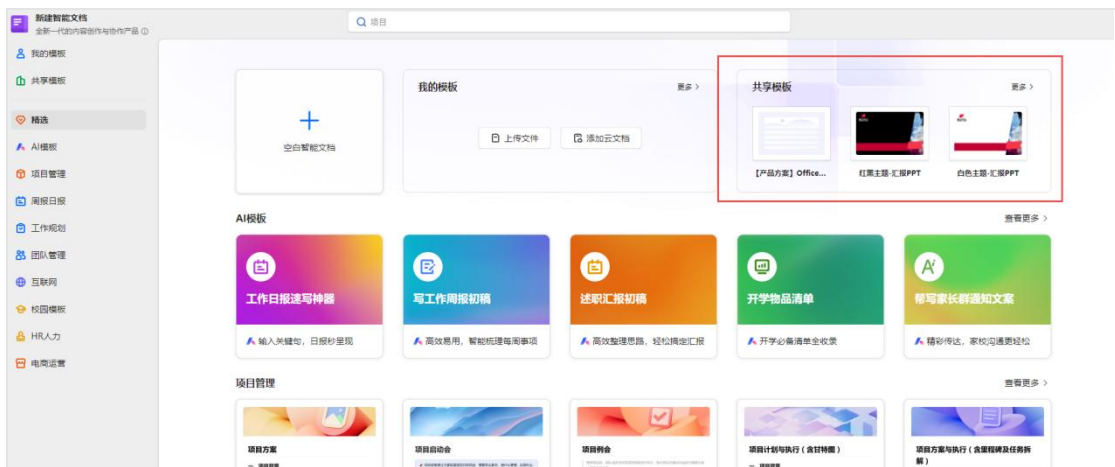 新建智能文档
全新一代的内容创作与协作产品
项目
我的模板
共享模板
精选
AI模板
项目管理
周报日报
工作规划
团队管理
互联网
校园模板
HR人力
电商运营
空白智能文档
我的模板
更多 >
上传文件
添加云文档
共享模板
更多 >
【产品方案】Office...
红黑主题-汇报PPT
白色主题-汇报PPT
AI模板
查看更多 >
工作日报速写神器
输入关键句，日报秒呈现
写工作周报初稿
高效易用，智能梳理每周事项
述职汇报初稿
高效整理思路，轻松搞定汇报
开学物品清单
开学必备清单全收录
帮写家长群通知文案
精彩传达，家校沟通更轻松
项目管理
查看更多 >
项目方案
项目启动会
项目例会
项目计划与执行（含甘特图）
项目方案与执行（含里程碑及任务拆
解）